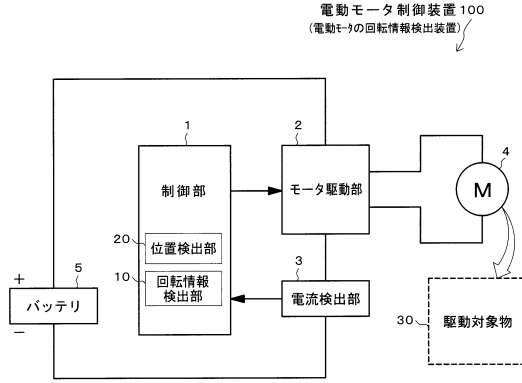 電動モータ制御装置100
(電動ﾓｰﾀの回転情報検出装置)
1
2
4
制御部
モータ駆動部
M
20
位置検出部
3
10
回転情報
検出部
電流検出部
+
5
バッテリ
−
30
駆動対象物